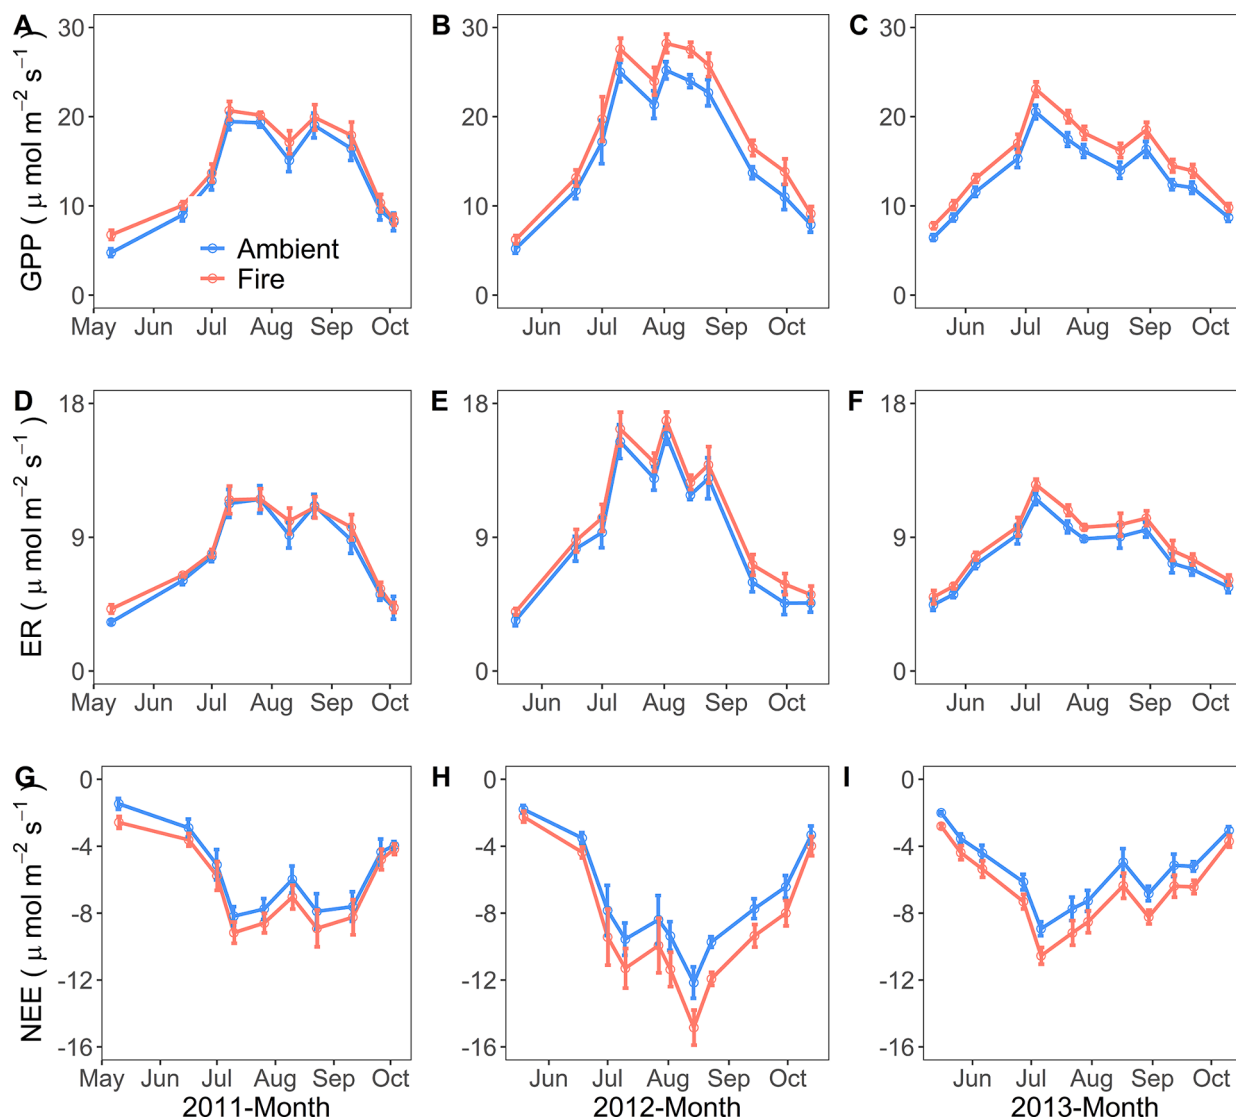 A
B
C
GPP ( μ mol m⁻² s⁻¹ )
30
20
10
0
Ambient
Fire
May Jun Jul Aug Sep Oct
30
20
10
0
Jun Jul Aug Sep Oct
30
20
10
0
Jun Jul Aug Sep Oct
D
E
F
ER ( μ mol m⁻² s⁻¹ )
18
9
0
May Jun Jul Aug Sep Oct
18
9
0
Jun Jul Aug Sep Oct
18
9
0
Jun Jul Aug Sep Oct
G
H
I
NEE ( μ mol m⁻² s⁻¹ )
0
-4
-8
-12
-16
May Jun Jul Aug Sep Oct
2011-Month
0
-4
-8
-12
-16
Jun Jul Aug Sep Oct
2012-Month
0
-4
-8
-12
-16
Jun Jul Aug Sep Oct
2013-Month